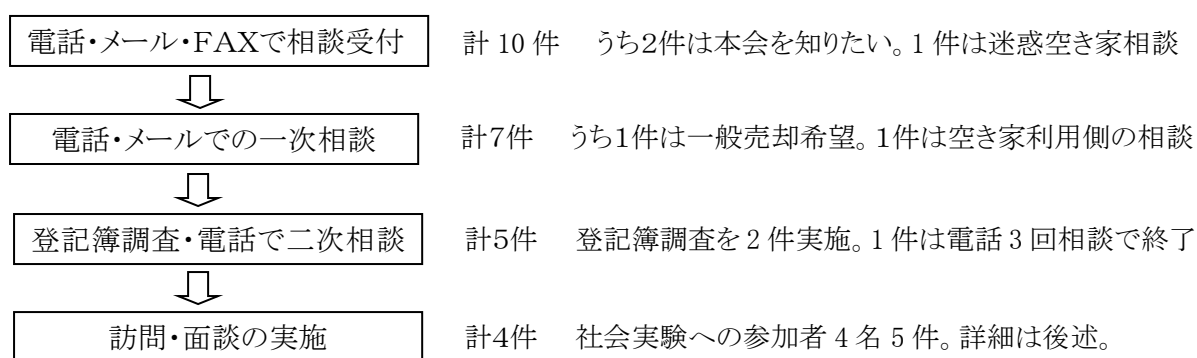 電話・メール・FAXで相談受付 計 10 件 うち２件は本会を知りたい。1 件は迷惑空き家相談
電話・メールでの一次相談 計７件 うち１件は一般売却希望。１件は空き家利用側の相談
登記簿調査・電話で二次相談 計５件 登記簿調査を 2 件実施。1 件は電話 3 回相談で終了
訪問・面談の実施 計４件 社会実験への参加者 4 名 5 件。詳細は後述。